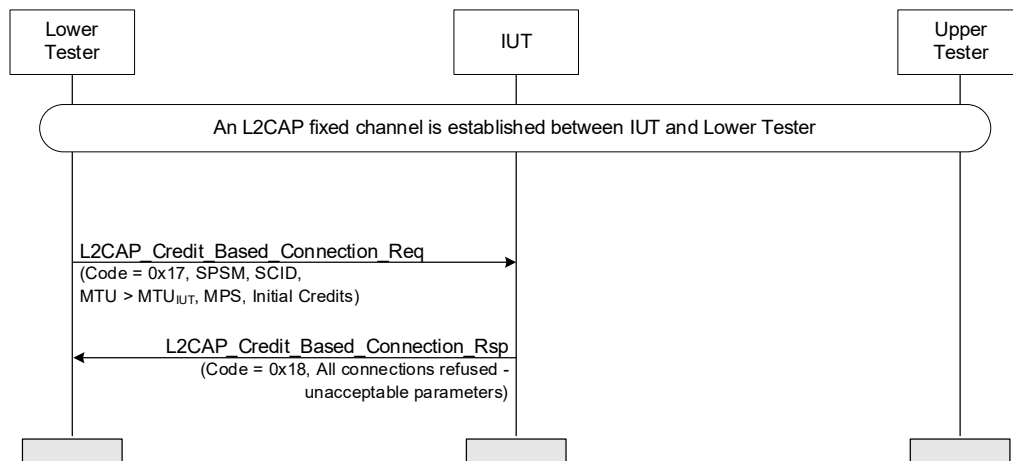 Lower
Tester
IUT
Upper
Tester
An L2CAP fixed channel is established between IUT and Lower Tester
L2CAP_Credit_Based_Connection_Req
(Code = 0x17, SPSM, SCID,
MTU > MTUIUT, MPS, Initial Credits)
L2CAP_Credit_Based_Connection_Rsp
(Code = 0x18, All connections refused -
unacceptable parameters)